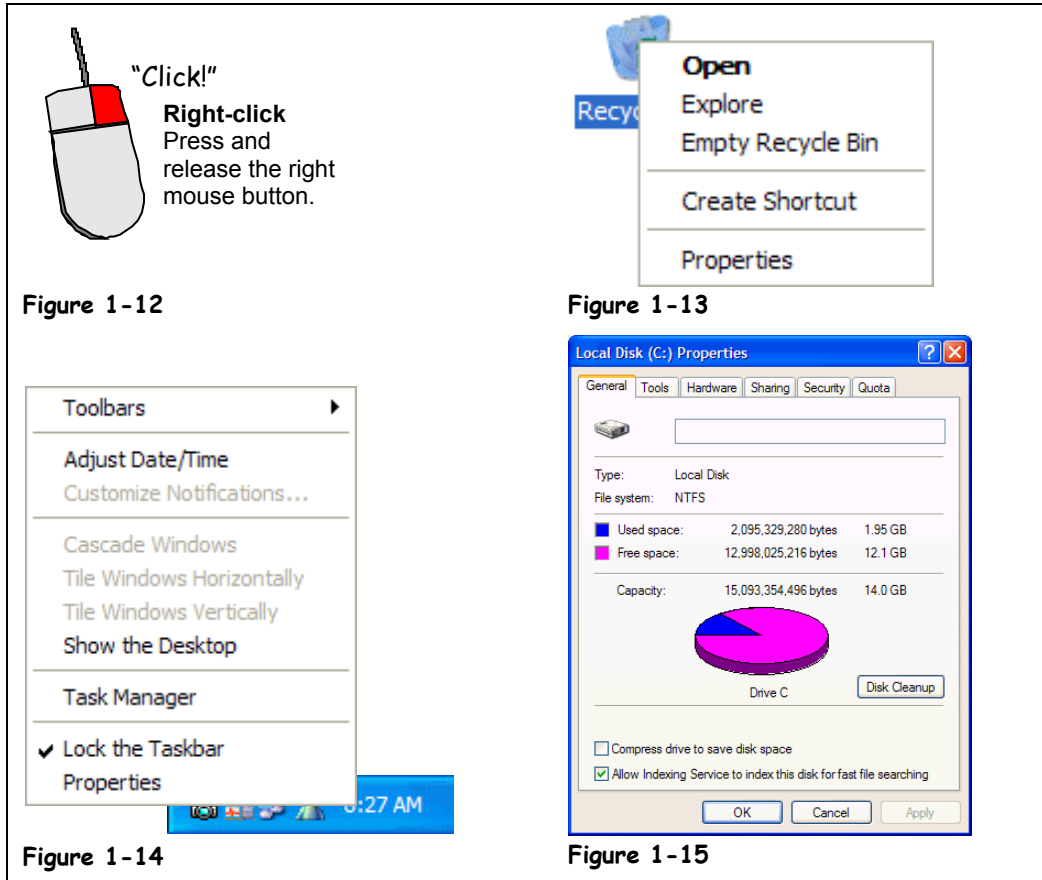 "Click!"
Right-click
Press and
release the right
mouse button.
Figure 1-12
Open
Explore
Empty Recycle Bin
Create Shortcut
Properties
Recyc
Figure 1-13
Toolbars
Adjust Date/Time
Customize Notifications...
Cascade Windows
Tile Windows Horizontally
Tile Windows Vertically
Show the Desktop
Task Manager
Lock the Taskbar
Properties
:27 AM
Figure 1-14
Local Disk (C:) Properties
General Tools Hardware Sharing Security Quota
Type: Local Disk
File system: NTFS
Used space: 2,095,329,280 bytes 1.95 GB
Free space: 12,998,025,216 bytes 12.1 GB
Capacity: 15,093,354,496 bytes 14.0 GB
Drive C
Disk Cleanup
Compress drive to save disk space
Allow Indexing Service to index this disk for fast file searching
OK Cancel Apply
Figure 1-15